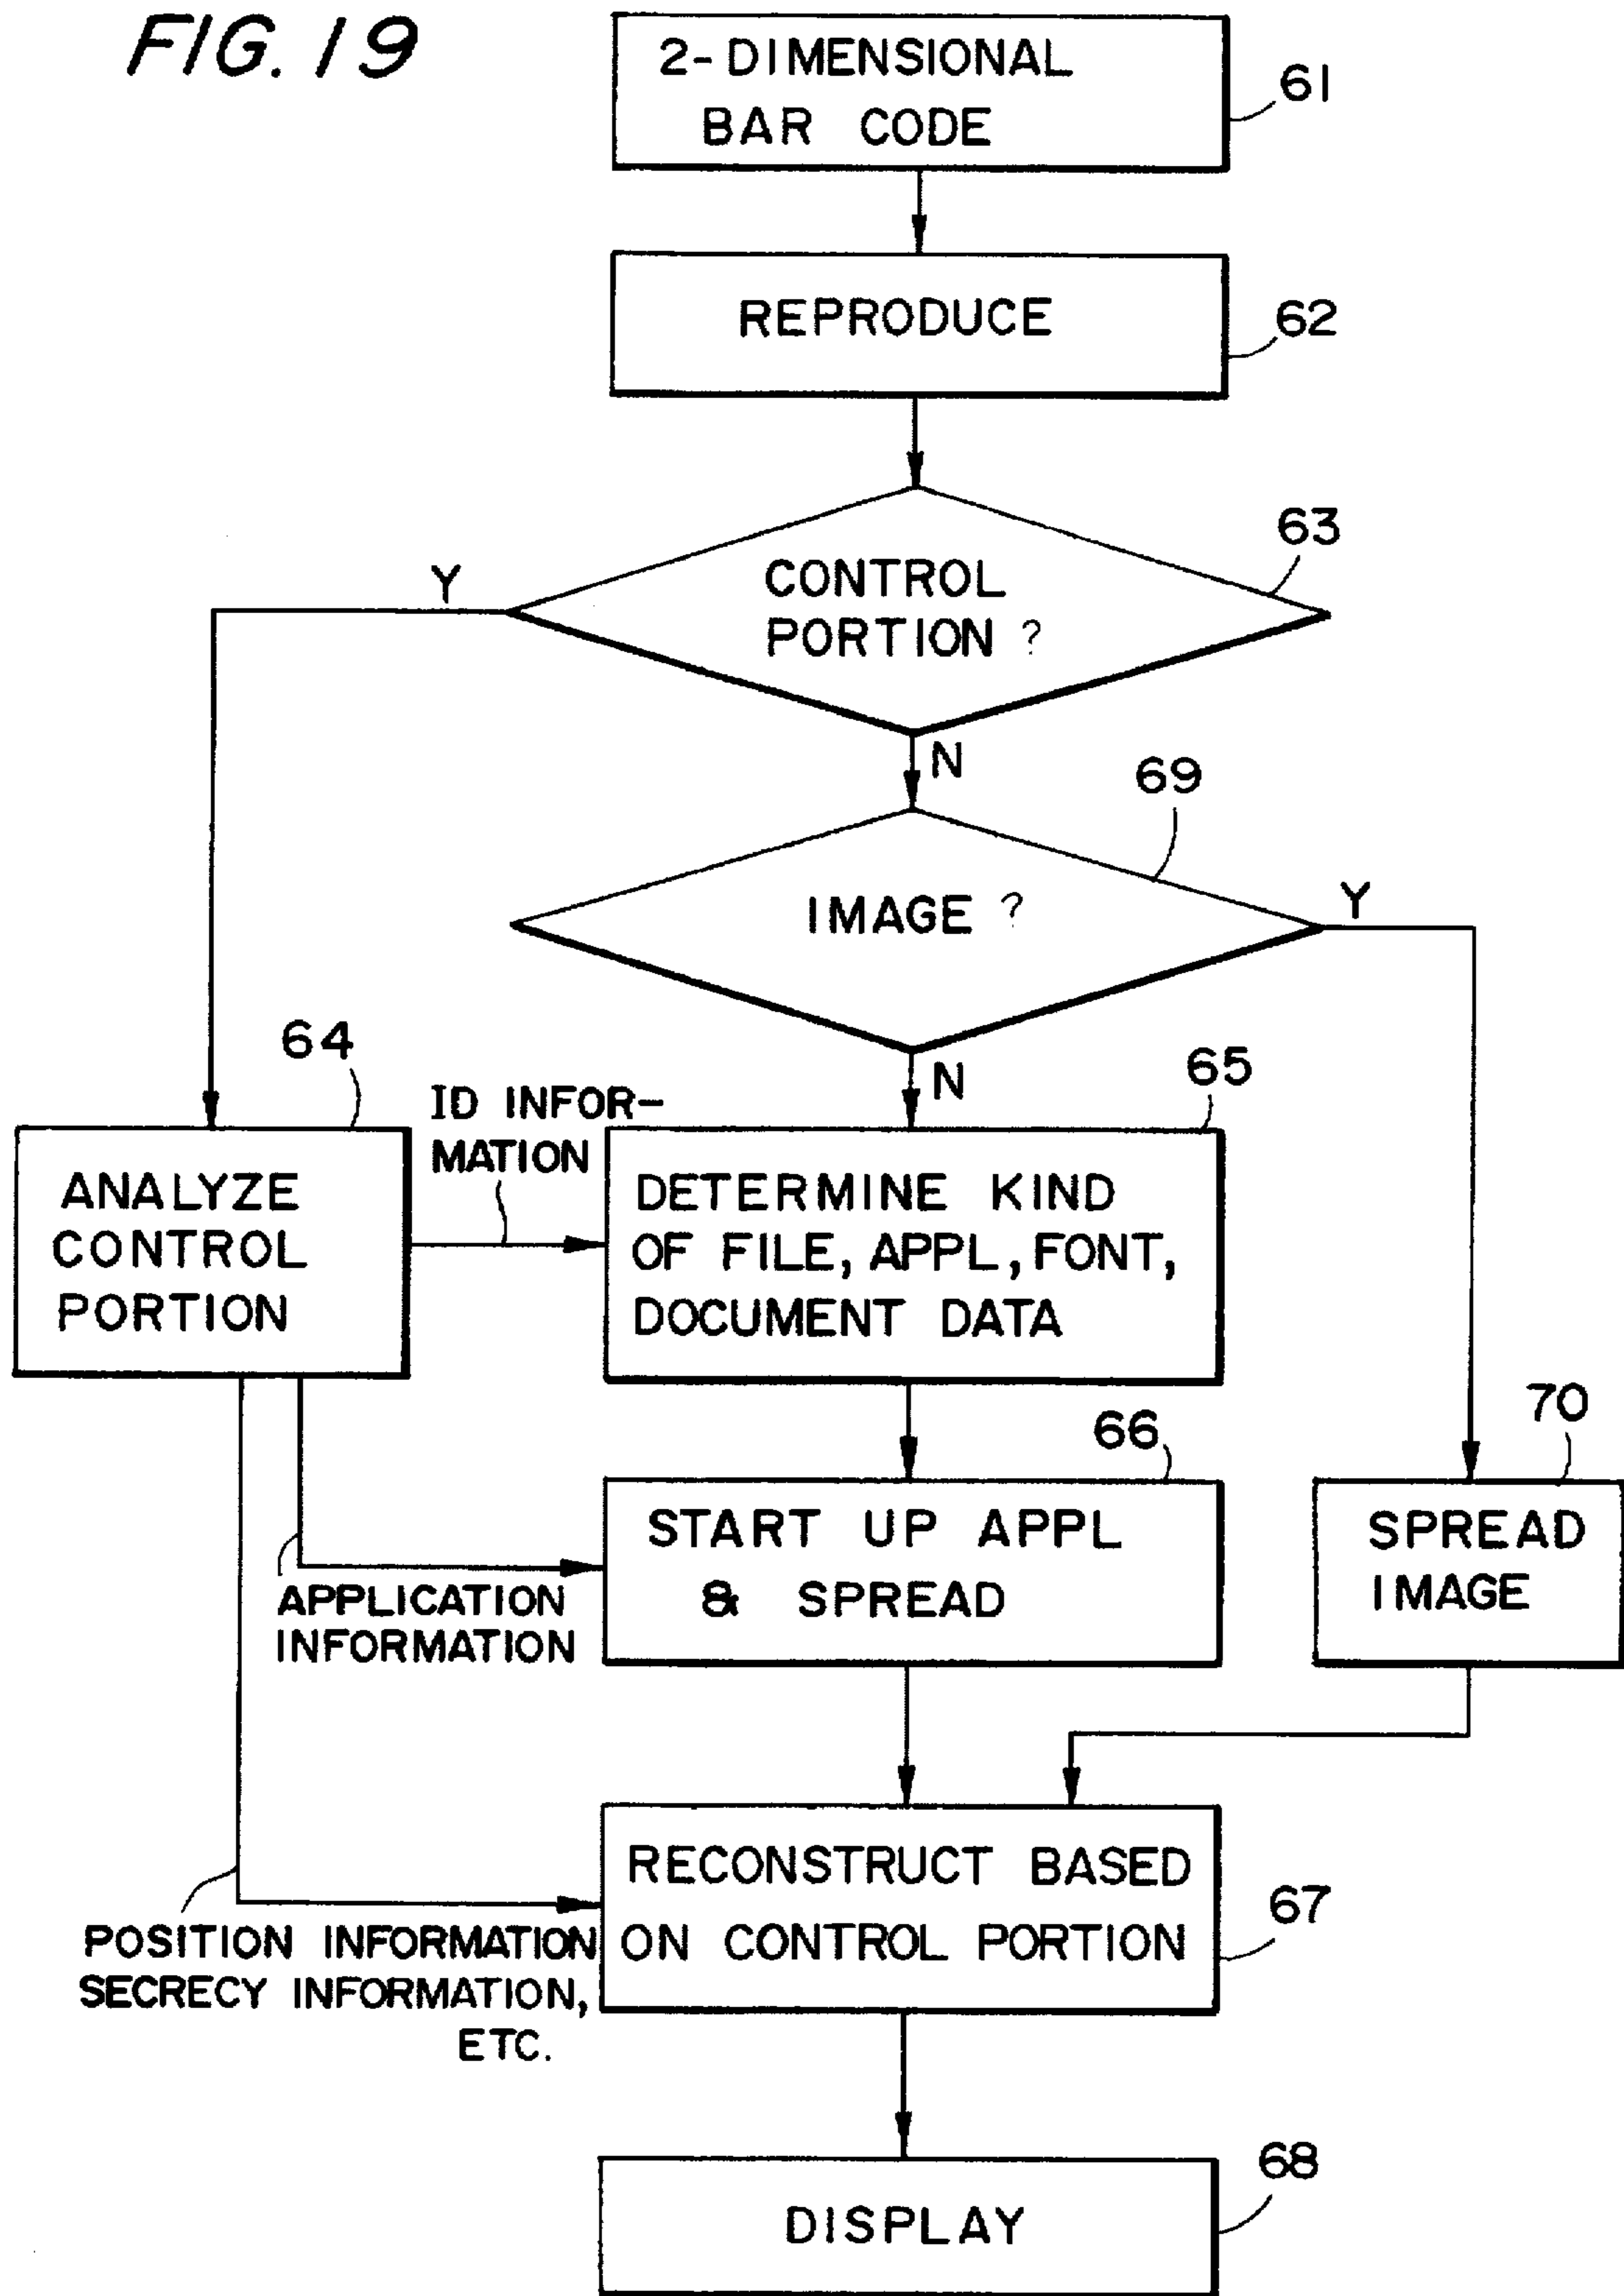 FIG. 19
2-DIMENSIONAL
BAR CODE
61
REPRODUCE
62
63
CONTROL
PORTION ?
Y
N
69
IMAGE ?
Y
N
64
ANALYZE
CONTROL
PORTION
ID INFOR-
MATION
65
DETERMINE KIND
OF FILE, APPL, FONT,
DOCUMENT DATA
66
START UP APPL
& SPREAD
70
SPREAD
IMAGE
APPLICATION
INFORMATION
RECONSTRUCT BASED
ON CONTROL PORTION
67
POSITION INFORMATION
SECRECY INFORMATION,
ETC.
68
DISPLAY